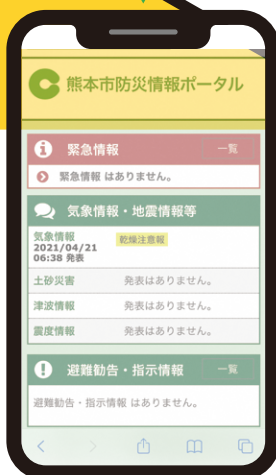 熊本市防災情報ポータル
緊急情報 一覧
緊急情報 はありません。
気象情報・地震情報等
気象情報 乾燥注意報
2021/04/21
06:38 発表
土砂災害 発表はありません。
津波情報 発表はありません。
震度情報 発表はありません。
避難勧告・指示情報 一覧
避難勧告・指示情報 はありません。